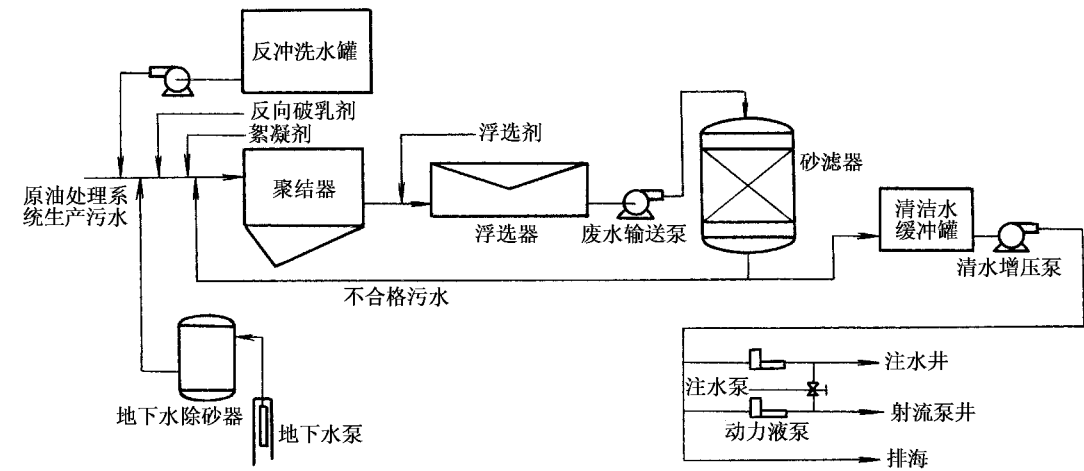 反冲洗水罐
反向破乳剂
絮凝剂
浮选剂
原油处理系
统生产污水
聚结器
浮选器
废水输送泵
砂滤器
清洁水
缓冲罐
清水增压泵
不合格污水
地下水除砂器
地下水泵
注水井
注水泵
射流泵井
动力液泵
排海